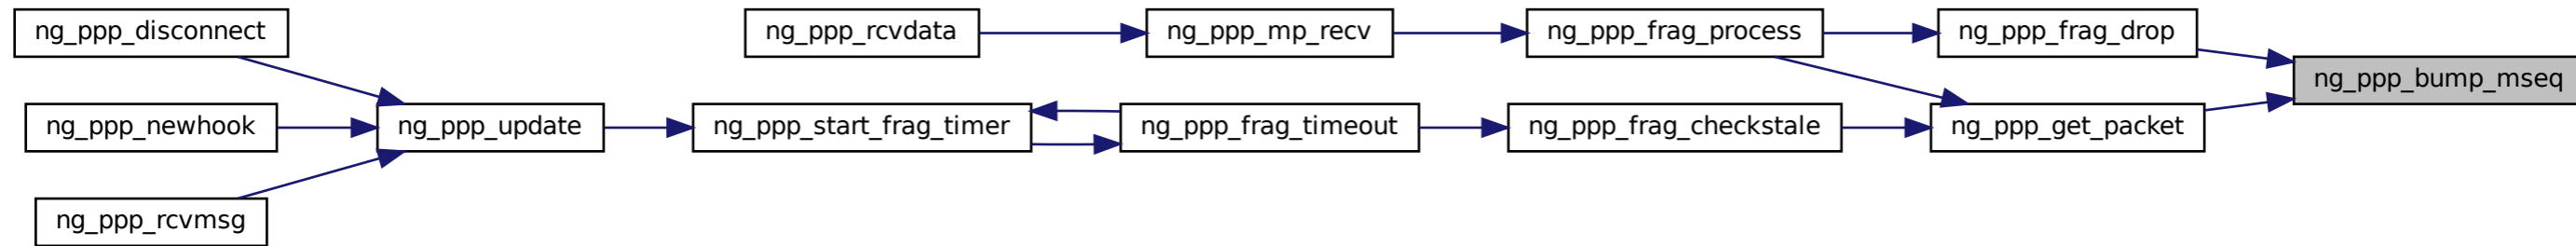 ng_ppp_disconnect
ng_ppp_rcvdata
ng_ppp_mp_recv
ng_ppp_frag_process
ng_ppp_frag_drop
ng_ppp_bump_mseq
ng_ppp_newhook
ng_ppp_update
ng_ppp_start_frag_timer
ng_ppp_frag_timeout
ng_ppp_frag_checkstale
ng_ppp_get_packet
ng_ppp_rcvmsg